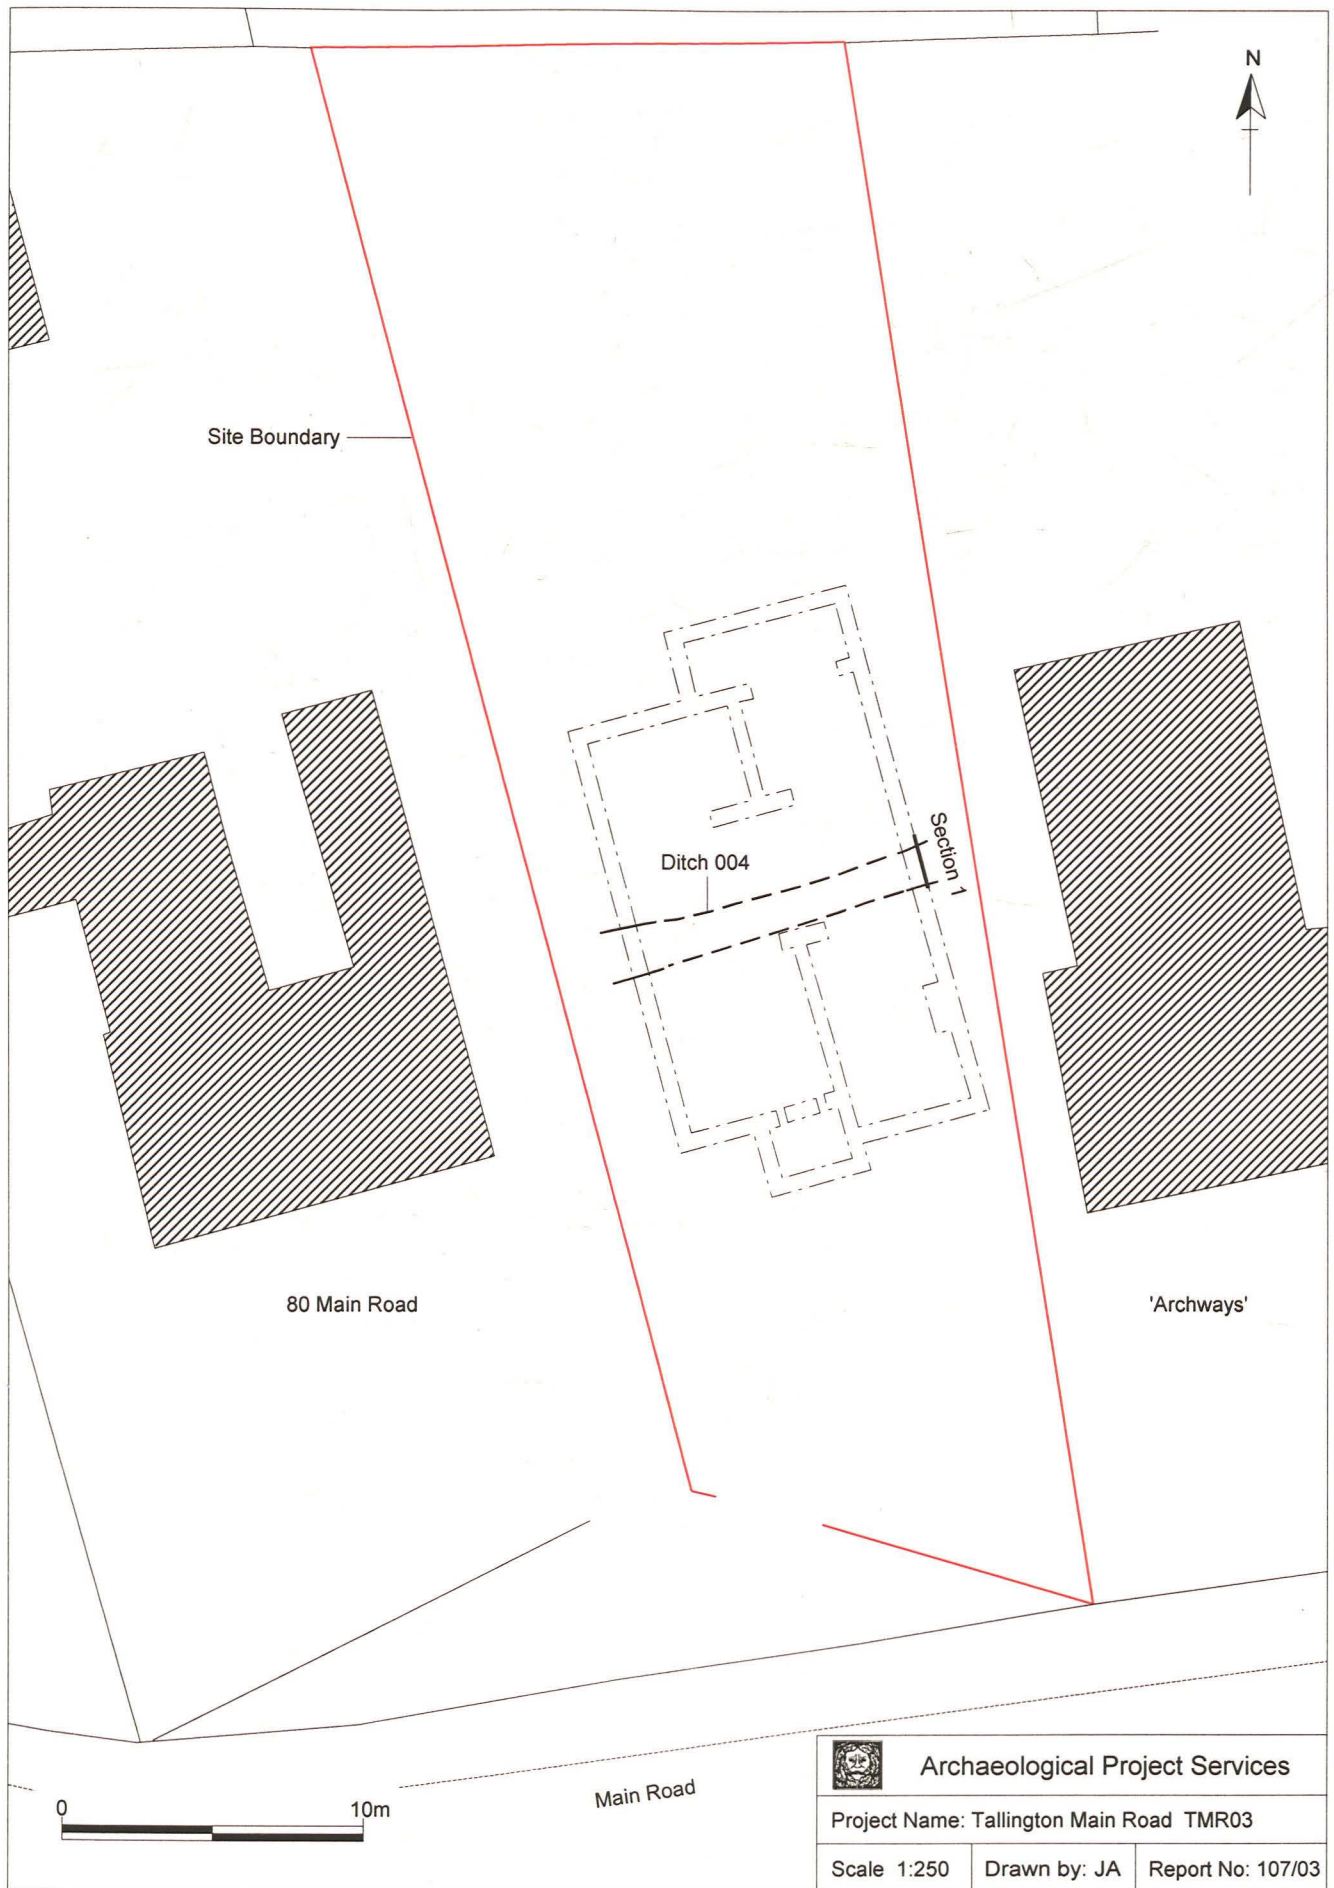 N
Site Boundary
Section 1
Ditch 004
80 Main Road
'Archways'
Main Road
0 10m
Archaeological Project Services
Project Name: Tallington Main Road TMR03
Scale 1:250 Drawn by: JA Report No: 107/03